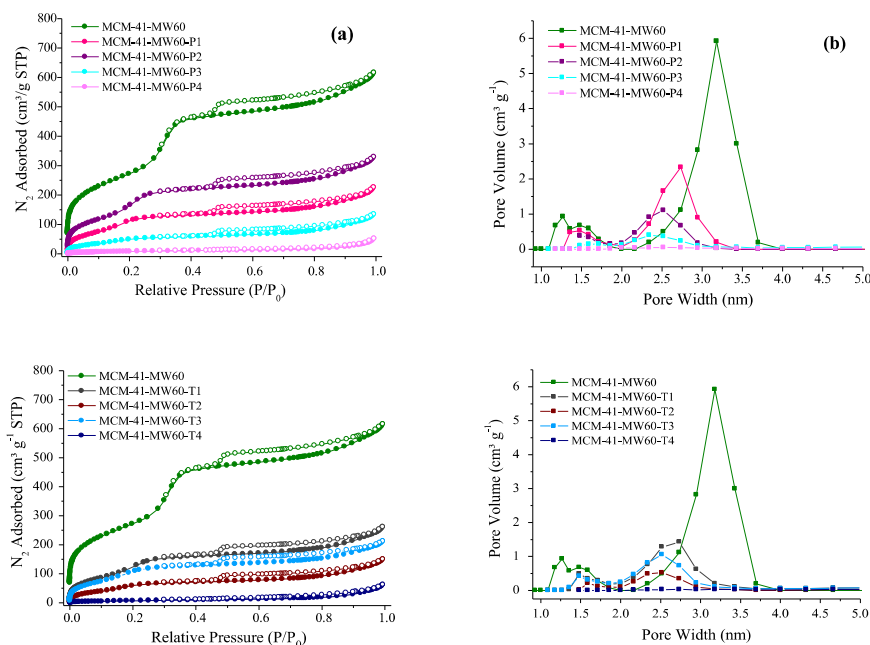 (a)
MCM-41-MW60
MCM-41-MW60-P1
MCM-41-MW60-P2
MCM-41-MW60-P3
MCM-41-MW60-P4
N₂ Adsorbed (cm³/g STP)
800
700
600
500
400
300
200
100
0
0.0 0.2 0.4 0.6 0.8 1.0
Relative Pressure (P/P₀)
(b)
MCM-41-MW60
MCM-41-MW60-P1
MCM-41-MW60-P2
MCM-41-MW60-P3
MCM-41-MW60-P4
Pore Volume (cm³ g⁻¹)
6
5
4
3
2
1
0
1.0 1.5 2.0 2.5 3.0 3.5 4.0 4.5 5.0
Pore Width (nm)
MCM-41-MW60
MCM-41-MW60-T1
MCM-41-MW60-T2
MCM-41-MW60-T3
MCM-41-MW60-T4
N₂ Adsorbed (cm³ g⁻¹ STP)
800
700
600
500
400
300
200
100
0
0.0 0.2 0.4 0.6 0.8 1.0
Relative Pressure (P/P₀)
MCM-41-MW60
MCM-41-MW60-T1
MCM-41-MW60-T2
MCM-41-MW60-T3
MCM-41-MW60-T4
Pore Volume (cm³ g⁻¹)
6
5
4
3
2
1
0
1.0 1.5 2.0 2.5 3.0 3.5 4.0 4.5 5.0
Pore Width (nm)